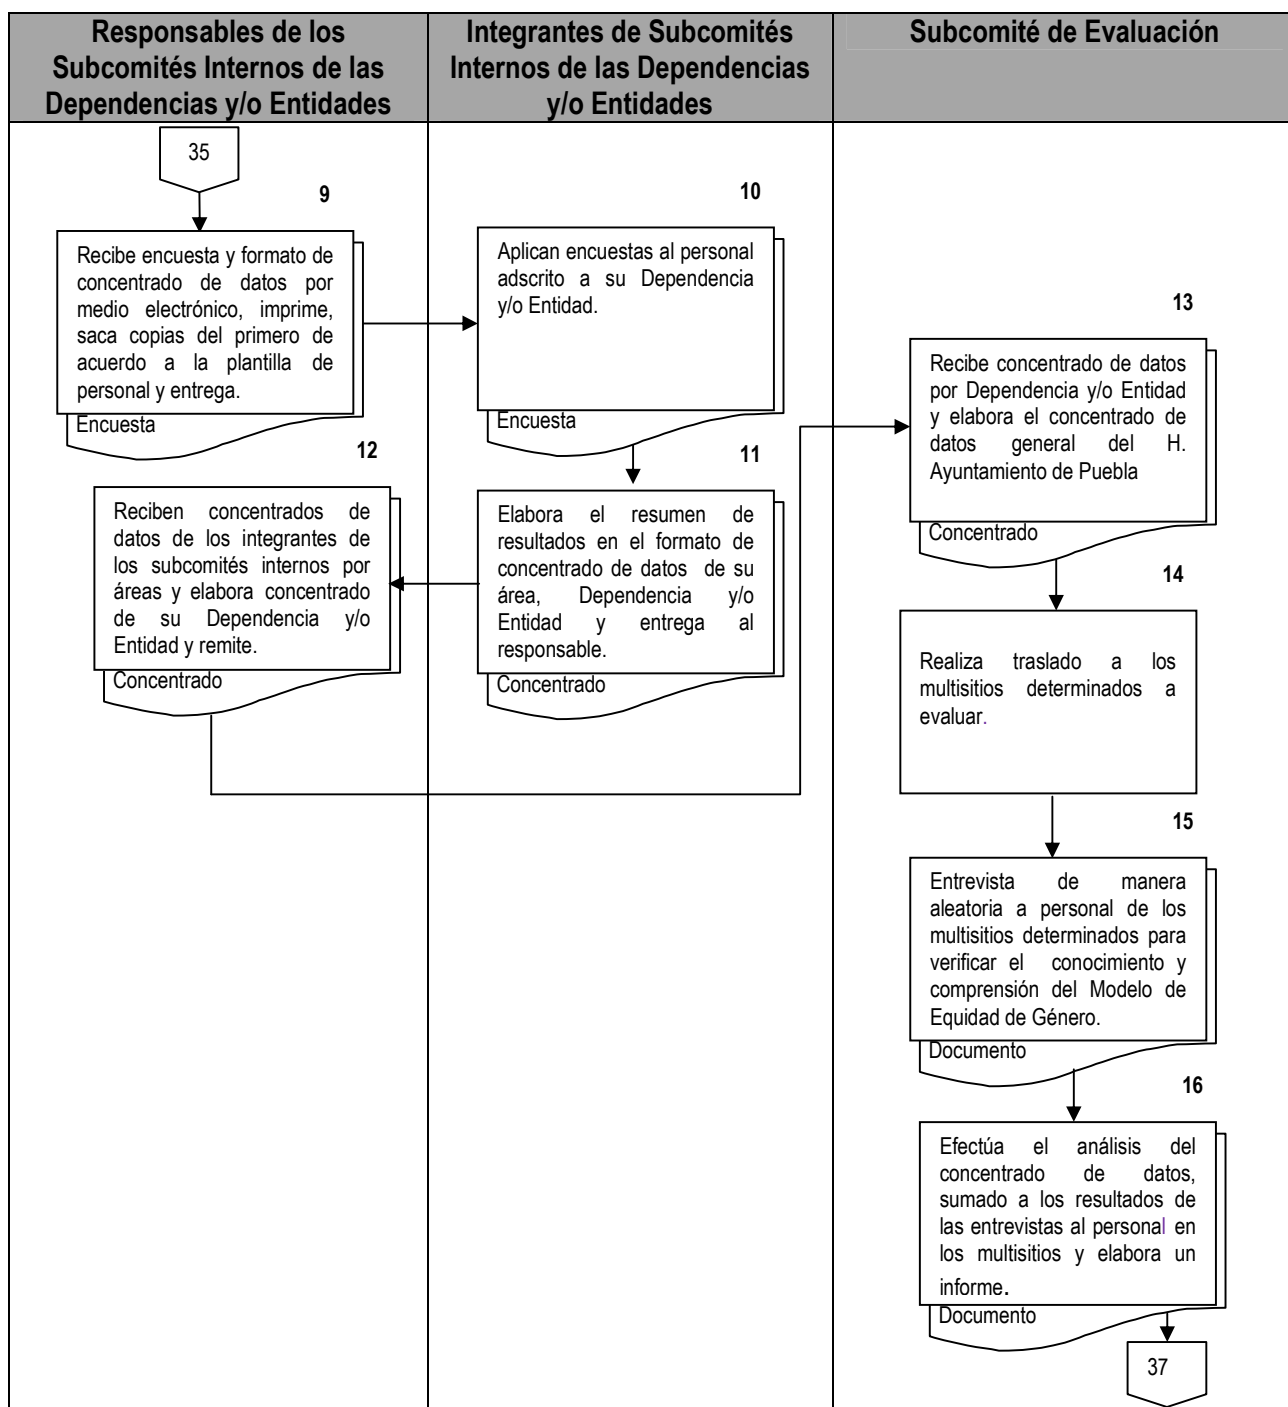 Responsables de los
Subcomités Internos de las
Dependencias y/o Entidades
Integrantes de Subcomités
Internos de las Dependencias
y/o Entidades
Subcomité de Evaluación
35
9
Recibe encuesta y formato de
concentrado de datos por
medio electrónico, imprime,
saca copias del primero de
acuerdo a la plantilla de
personal y entrega.
Encuesta
10
Aplican encuestas al personal
adscrito a su Dependencia
y/o Entidad.
Encuesta
11
Elabora el resumen de
resultados en el formato de
concentrado de datos de su
área, Dependencia y/o
Entidad y entrega al
responsable.
Concentrado
12
Reciben concentrados de
datos de los integrantes de
los subcomités internos por
áreas y elabora concentrado
de su Dependencia y/o
Entidad y remite.
Concentrado
13
Recibe concentrado de datos
por Dependencia y/o Entidad
y elabora el concentrado de
datos general del H.
Ayuntamiento de Puebla
Concentrado
14
Realiza traslado a los
multisitios determinados a
evaluar.
15
Entrevista de manera
aleatoria a personal de los
multisitios determinados para
verificar el conocimiento y
comprensión del Modelo de
Equidad de Género.
Documento
16
Efectúa el análisis del
concentrado de datos,
sumado a los resultados de
las entrevistas al personal en
los multisitios y elabora un
informe.
Documento
37